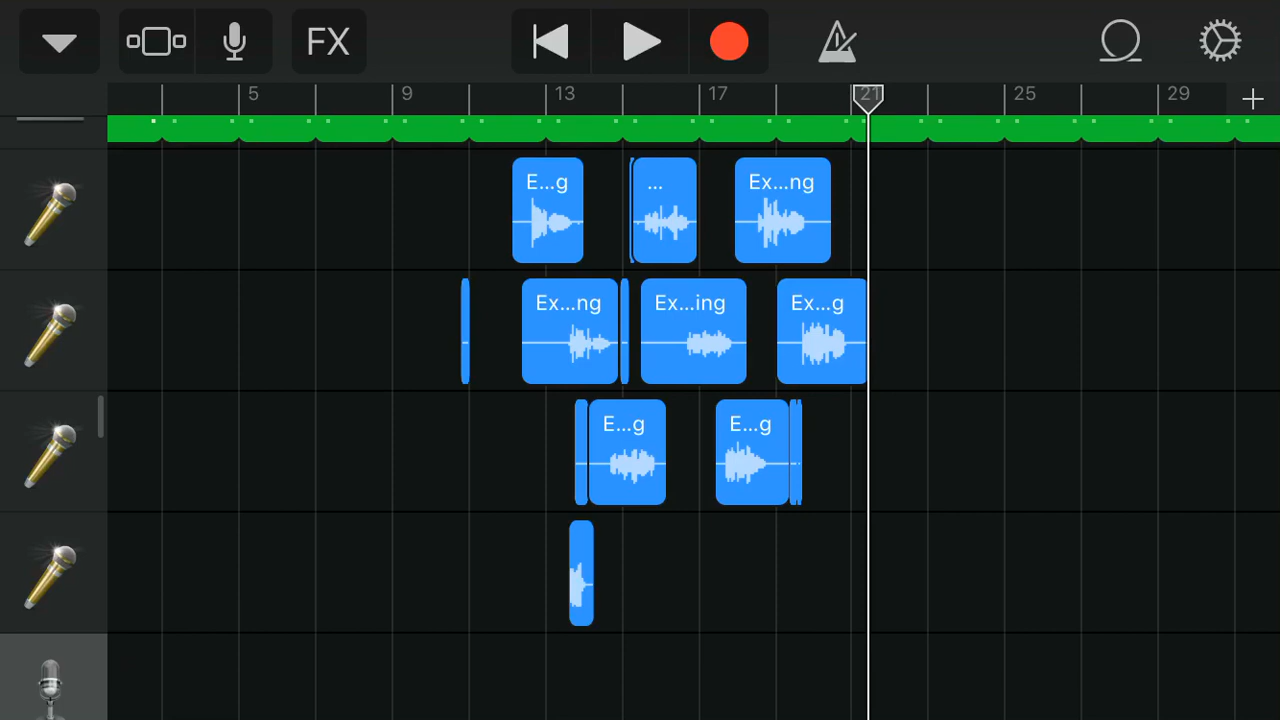 FX
5 9 13 17 21 25 29
E...g ... Ex...ng
Ex...ng Ex...ing Ex...g
E...g E...g